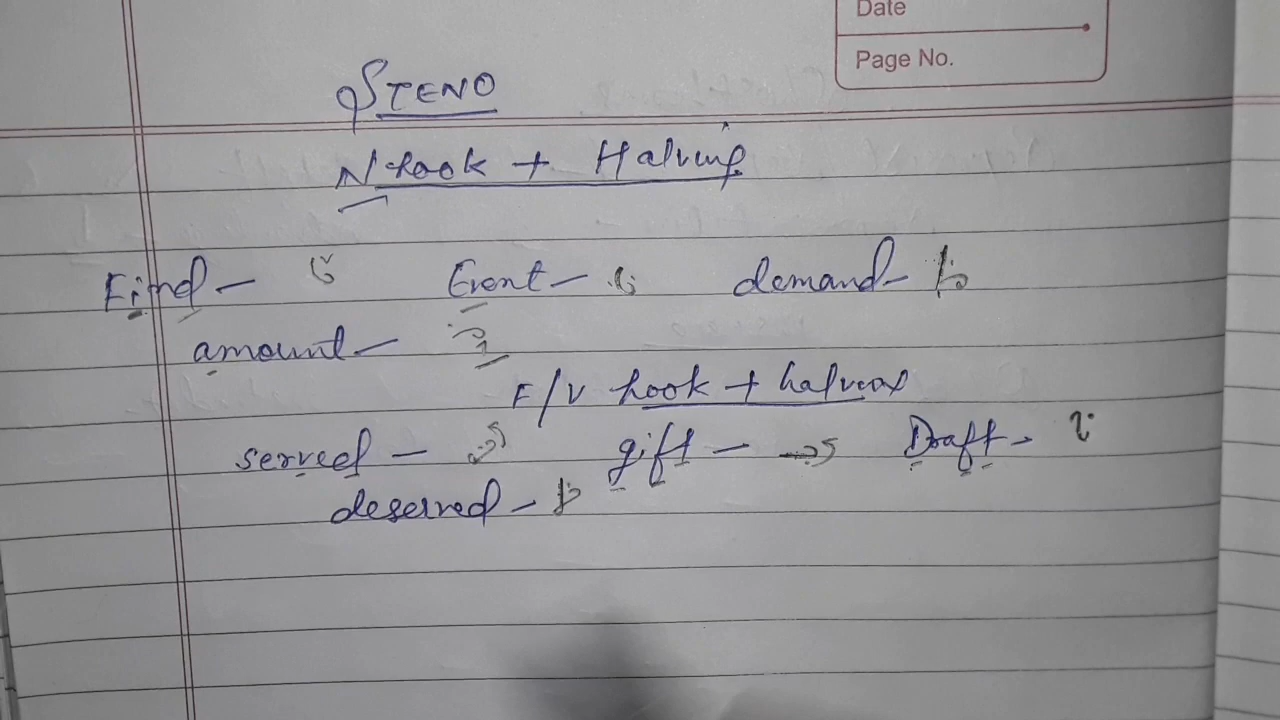 Date
Page No.
STENO
N hook + Halving
Find - Event - demand -
amount -
F/V hook + halving
served - gift - Draft -
deserved -